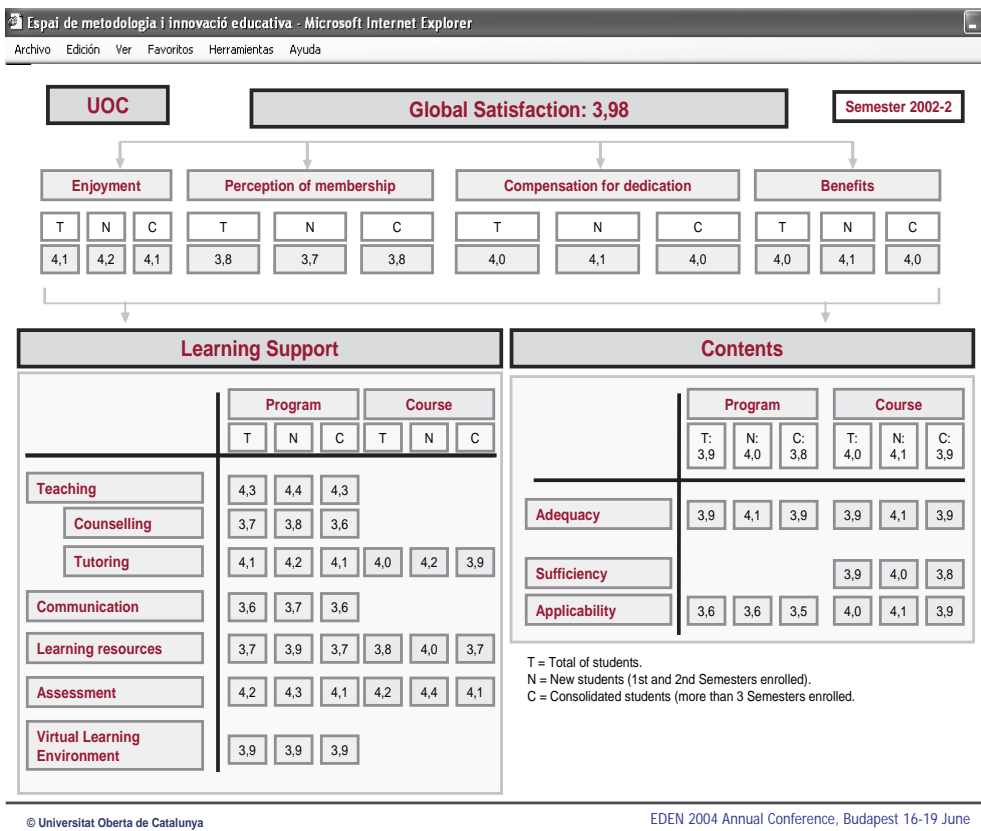 Espai de metodologia i innovació educativa - Microsoft Internet Explorer
Archivo Edición Ver Favoritos Herramientas Ayuda
UOC Global Satisfaction: 3,98 Semester 2002-2
Enjoyment Perception of membership Compensation for dedication Benefits
T N C T N C T N C T N C
4,1 4,2 4,1 3,8 3,7 3,8 4,0 4,1 4,0 4,0 4,1 4,0
Learning Support
Program Course
T N C T N C
Teaching 4,3 4,4 4,3
Counselling 3,7 3,8 3,6
Tutoring 4,1 4,2 4,1 4,0 4,2 3,9
Communication 3,6 3,7 3,6
Learning resources 3,7 3,9 3,7 3,8 4,0 3,7
Assessment 4,2 4,3 4,1 4,2 4,4 4,1
Virtual Learning
Environment 3,9 3,9 3,9
Contents
Program Course
T: N: C: T: N: C:
3,9 4,0 3,8 4,0 4,1 3,9
Adequacy 3,9 4,1 3,9 3,9 4,1 3,9
Sufficiency 3,9 4,0 3,8
Applicability 3,6 3,6 3,5 4,0 4,1 3,9
T = Total of students.
N = New students (1st and 2nd Semesters enrolled).
C = Consolidated students (more than 3 Semesters enrolled.
© Universitat Oberta de Catalunya EDEN 2004 Annual Conference, Budapest 16-19 June